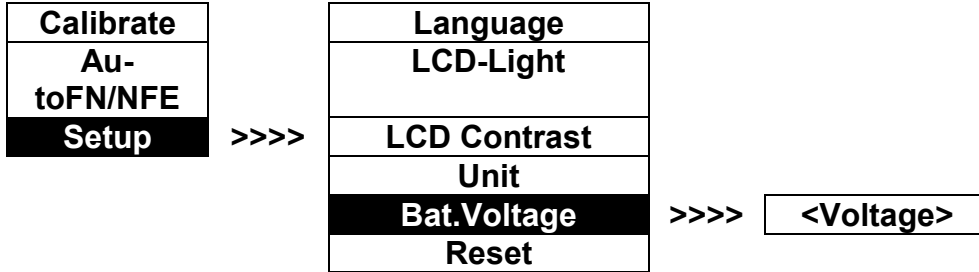 Calibrate
Au-
toFN/NFE
Setup >>>>
Language
LCD-Light
LCD Contrast
Unit
Bat.Voltage >>>> <Voltage>
Reset